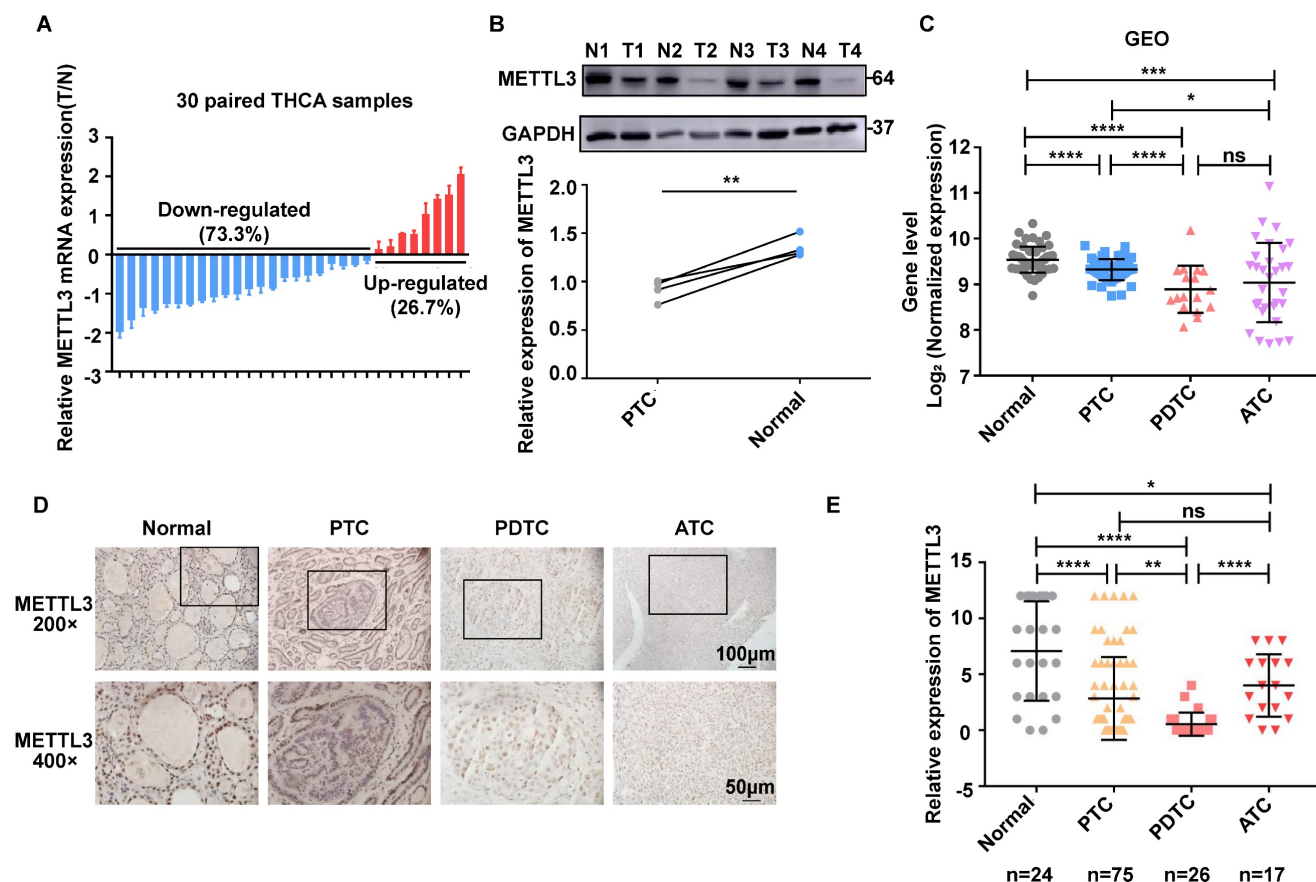 A
30 paired THCA samples
Relative METTL3 mRNA expression(T/N)
3
2
1
0
-1
-2
-3
Down-regulated
(73.3%)
Up-regulated
(26.7%)
B
N1 T1 N2 T2 N3 T3 N4 T4
METTL3
64
GAPDH
37
Relative expression of METTL3
2.0
1.5
1.0
0.5
0.0
**
PTC
Normal
C
GEO
***
*
****
**** **** ns
Gene level
Log₂ (Normalized expression)
12
11
10
9
8
7
Normal
PTC
PDTC
ATC
D
Normal PTC PDTC ATC
METTL3
200×
100μm
METTL3
400×
50μm
E
*
ns
****
**** ** ****
Relative expression of METTL3
15
10
5
0
-5
Normal
PTC
PDTC
ATC
n=24 n=75 n=26 n=17